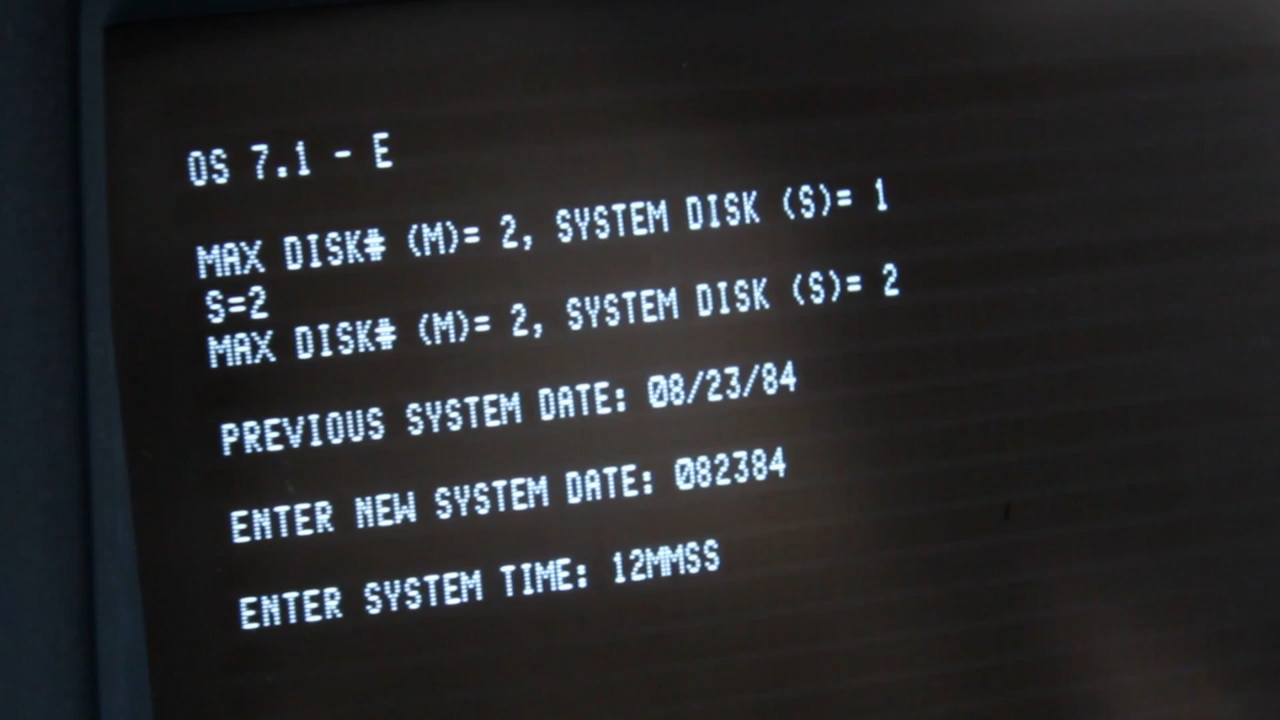 OS 7.1 - E
MAX DISK# (M)= 2, SYSTEM DISK (S)= 1
S=2
MAX DISK# (M)= 2, SYSTEM DISK (S)= 2
PREVIOUS SYSTEM DATE: 08/23/84
ENTER NEW SYSTEM DATE: 082384
ENTER SYSTEM TIME: 12MMSS